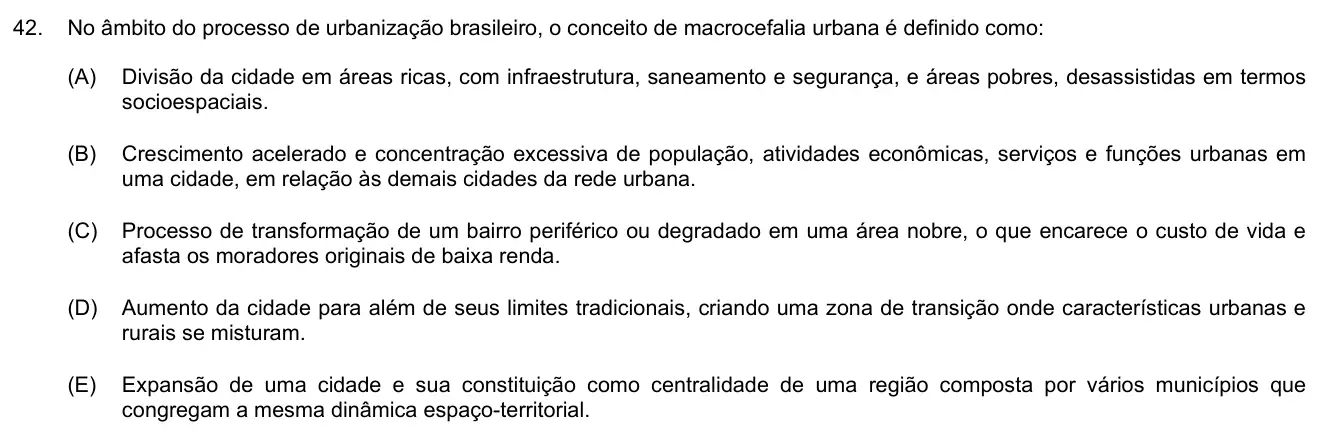 42. No âmbito do processo de urbanização brasileiro, o conceito de macrocefalia urbana é definido como:
(A) Divisão da cidade em áreas ricas, com infraestrutura, saneamento e segurança, e áreas pobres, desassistidas em termos
socioespaciais.
(B) Crescimento acelerado e concentração excessiva de população, atividades econômicas, serviços e funções urbanas em
uma cidade, em relação às demais cidades da rede urbana.
(C) Processo de transformação de um bairro periférico ou degradado em uma área nobre, o que encarece o custo de vida e
afasta os moradores originais de baixa renda.
(D) Aumento da cidade para além de seus limites tradicionais, criando uma zona de transição onde características urbanas e
rurais se misturam.
(E) Expansão de uma cidade e sua constituição como centralidade de uma região composta por vários municípios que
congregam a mesma dinâmica espaço-territorial.